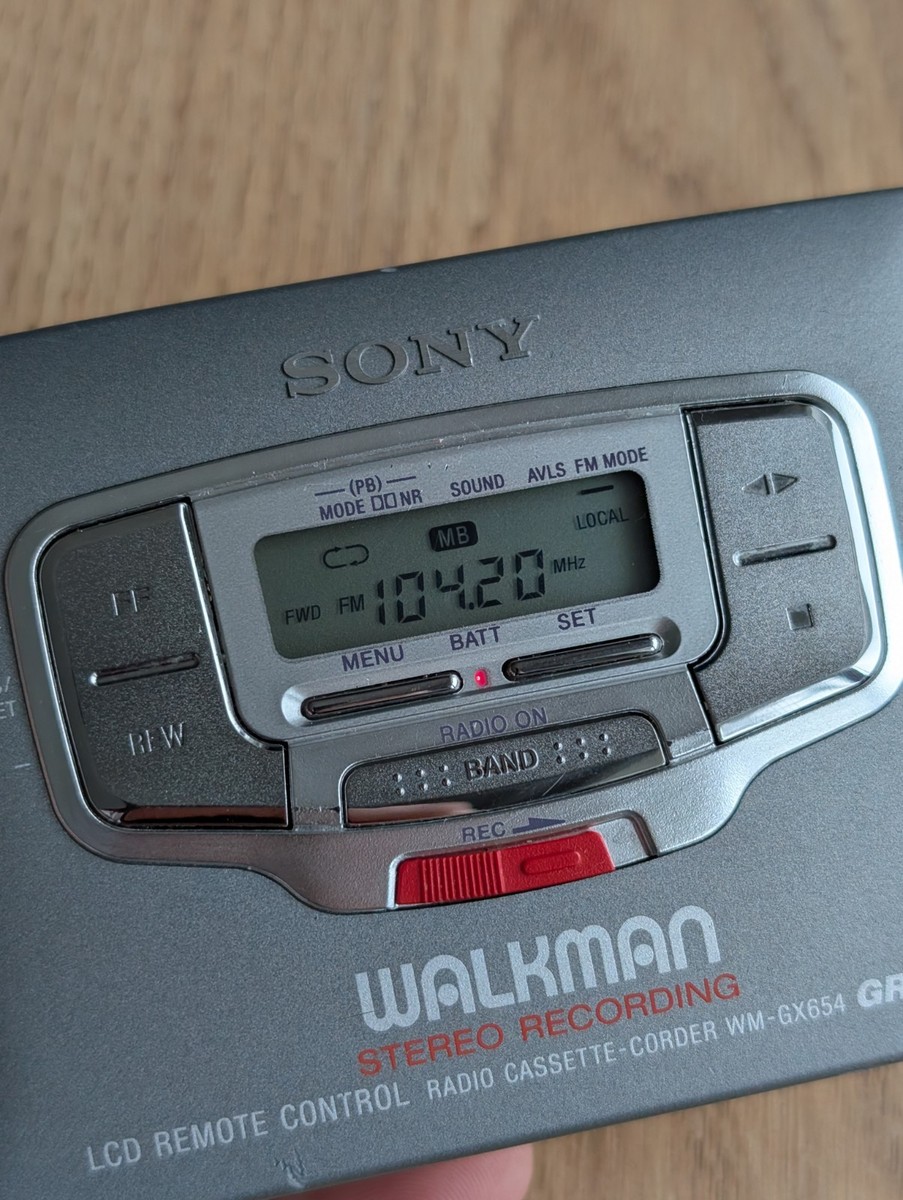 SONY
(PB)
MODE NR SOUND AVLS FM MODE
MB LOCAL
FWD FM 104.20 MHz
MENU BATT SET
FF
REW
RADIO ON
BAND
REC
WALKMAN
STEREO RECORDING
LCD REMOTE CONTROL RADIO CASSETTE-CORDER WM-GX654 GR